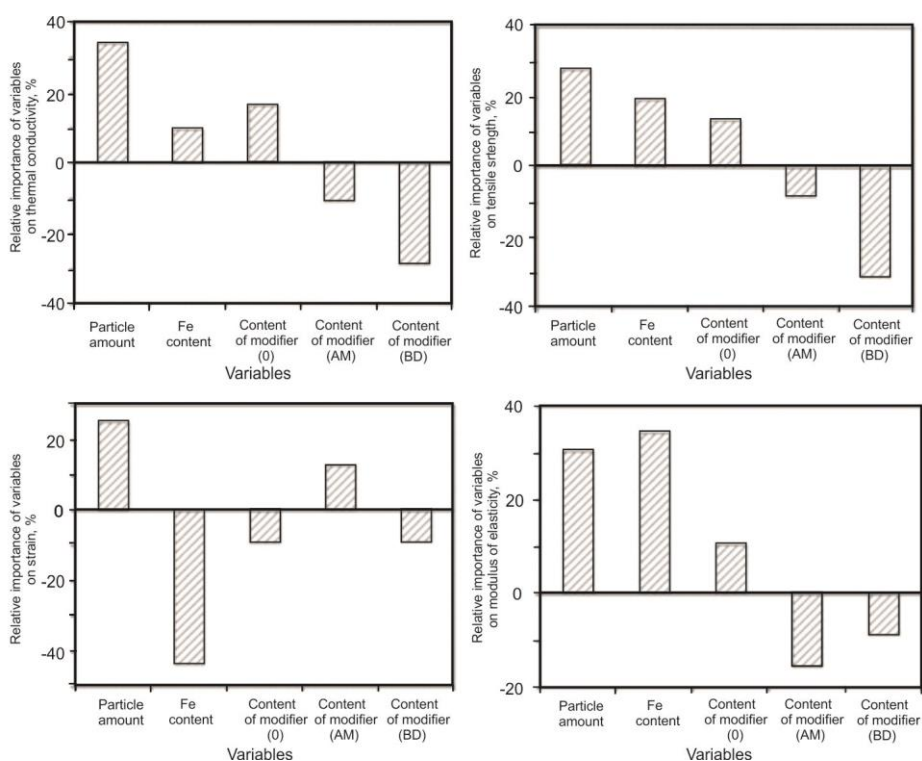 Relative importance of variables
on thermal conductivity, %
40
20
0
-20
-40
Particle
amount
Fe
content
Content
of modifier
(0)
Content
of modifier
(AM)
Content
of modifier
(BD)
Variables
Relative importance of variables
on tensile srtength, %
40
20
0
-20
-40
Particle
amount
Fe
content
Content
of modifier
(0)
Content
of modifier
(AM)
Content
of modifier
(BD)
Variables
Relative importance of variables
on strain, %
20
0
-20
-40
Particle
amount
Fe
content
Content
of modifier
(0)
Content
of modifier
(AM)
Content
of modifier
(BD)
Variables
Relative importance of variables
on modulus of elasticity, %
40
20
0
-20
Particle
amount
Fe
content
Content
of modifier
(0)
Content
of modifier
(AM)
Content
of modifier
(BD)
Variables